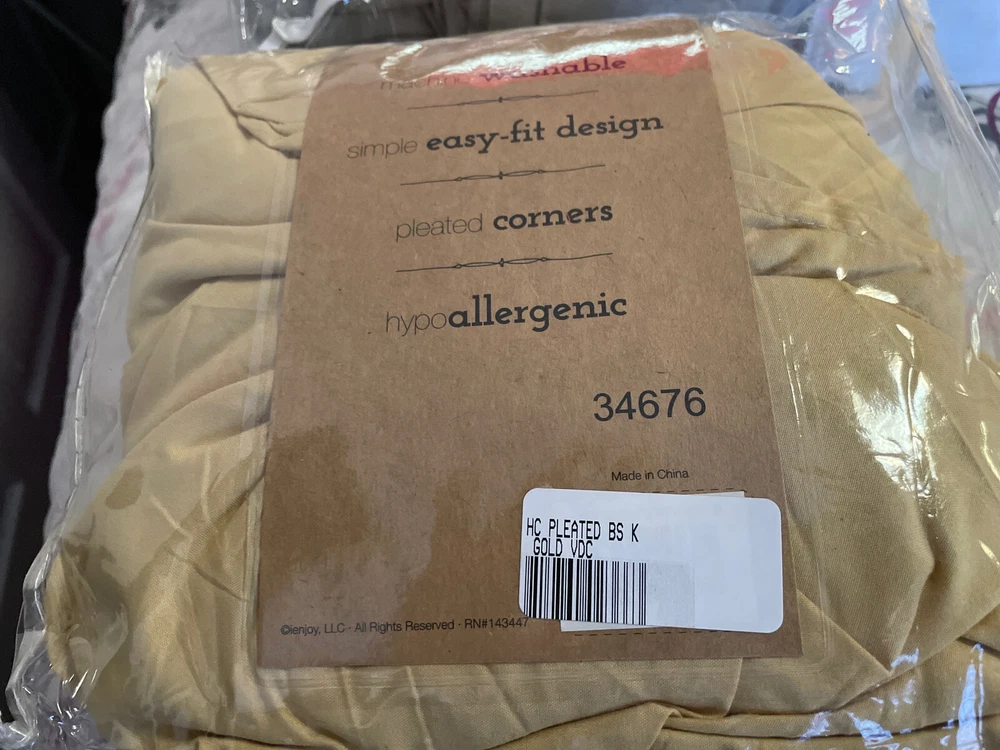 machine washable
simple easy-fit design
pleated corners
hypoallergenic
34676
Made in China
HC PLEATED BS K
GOLD VDC
©ienjoy, LLC · All Rights Reserved · RN#143447